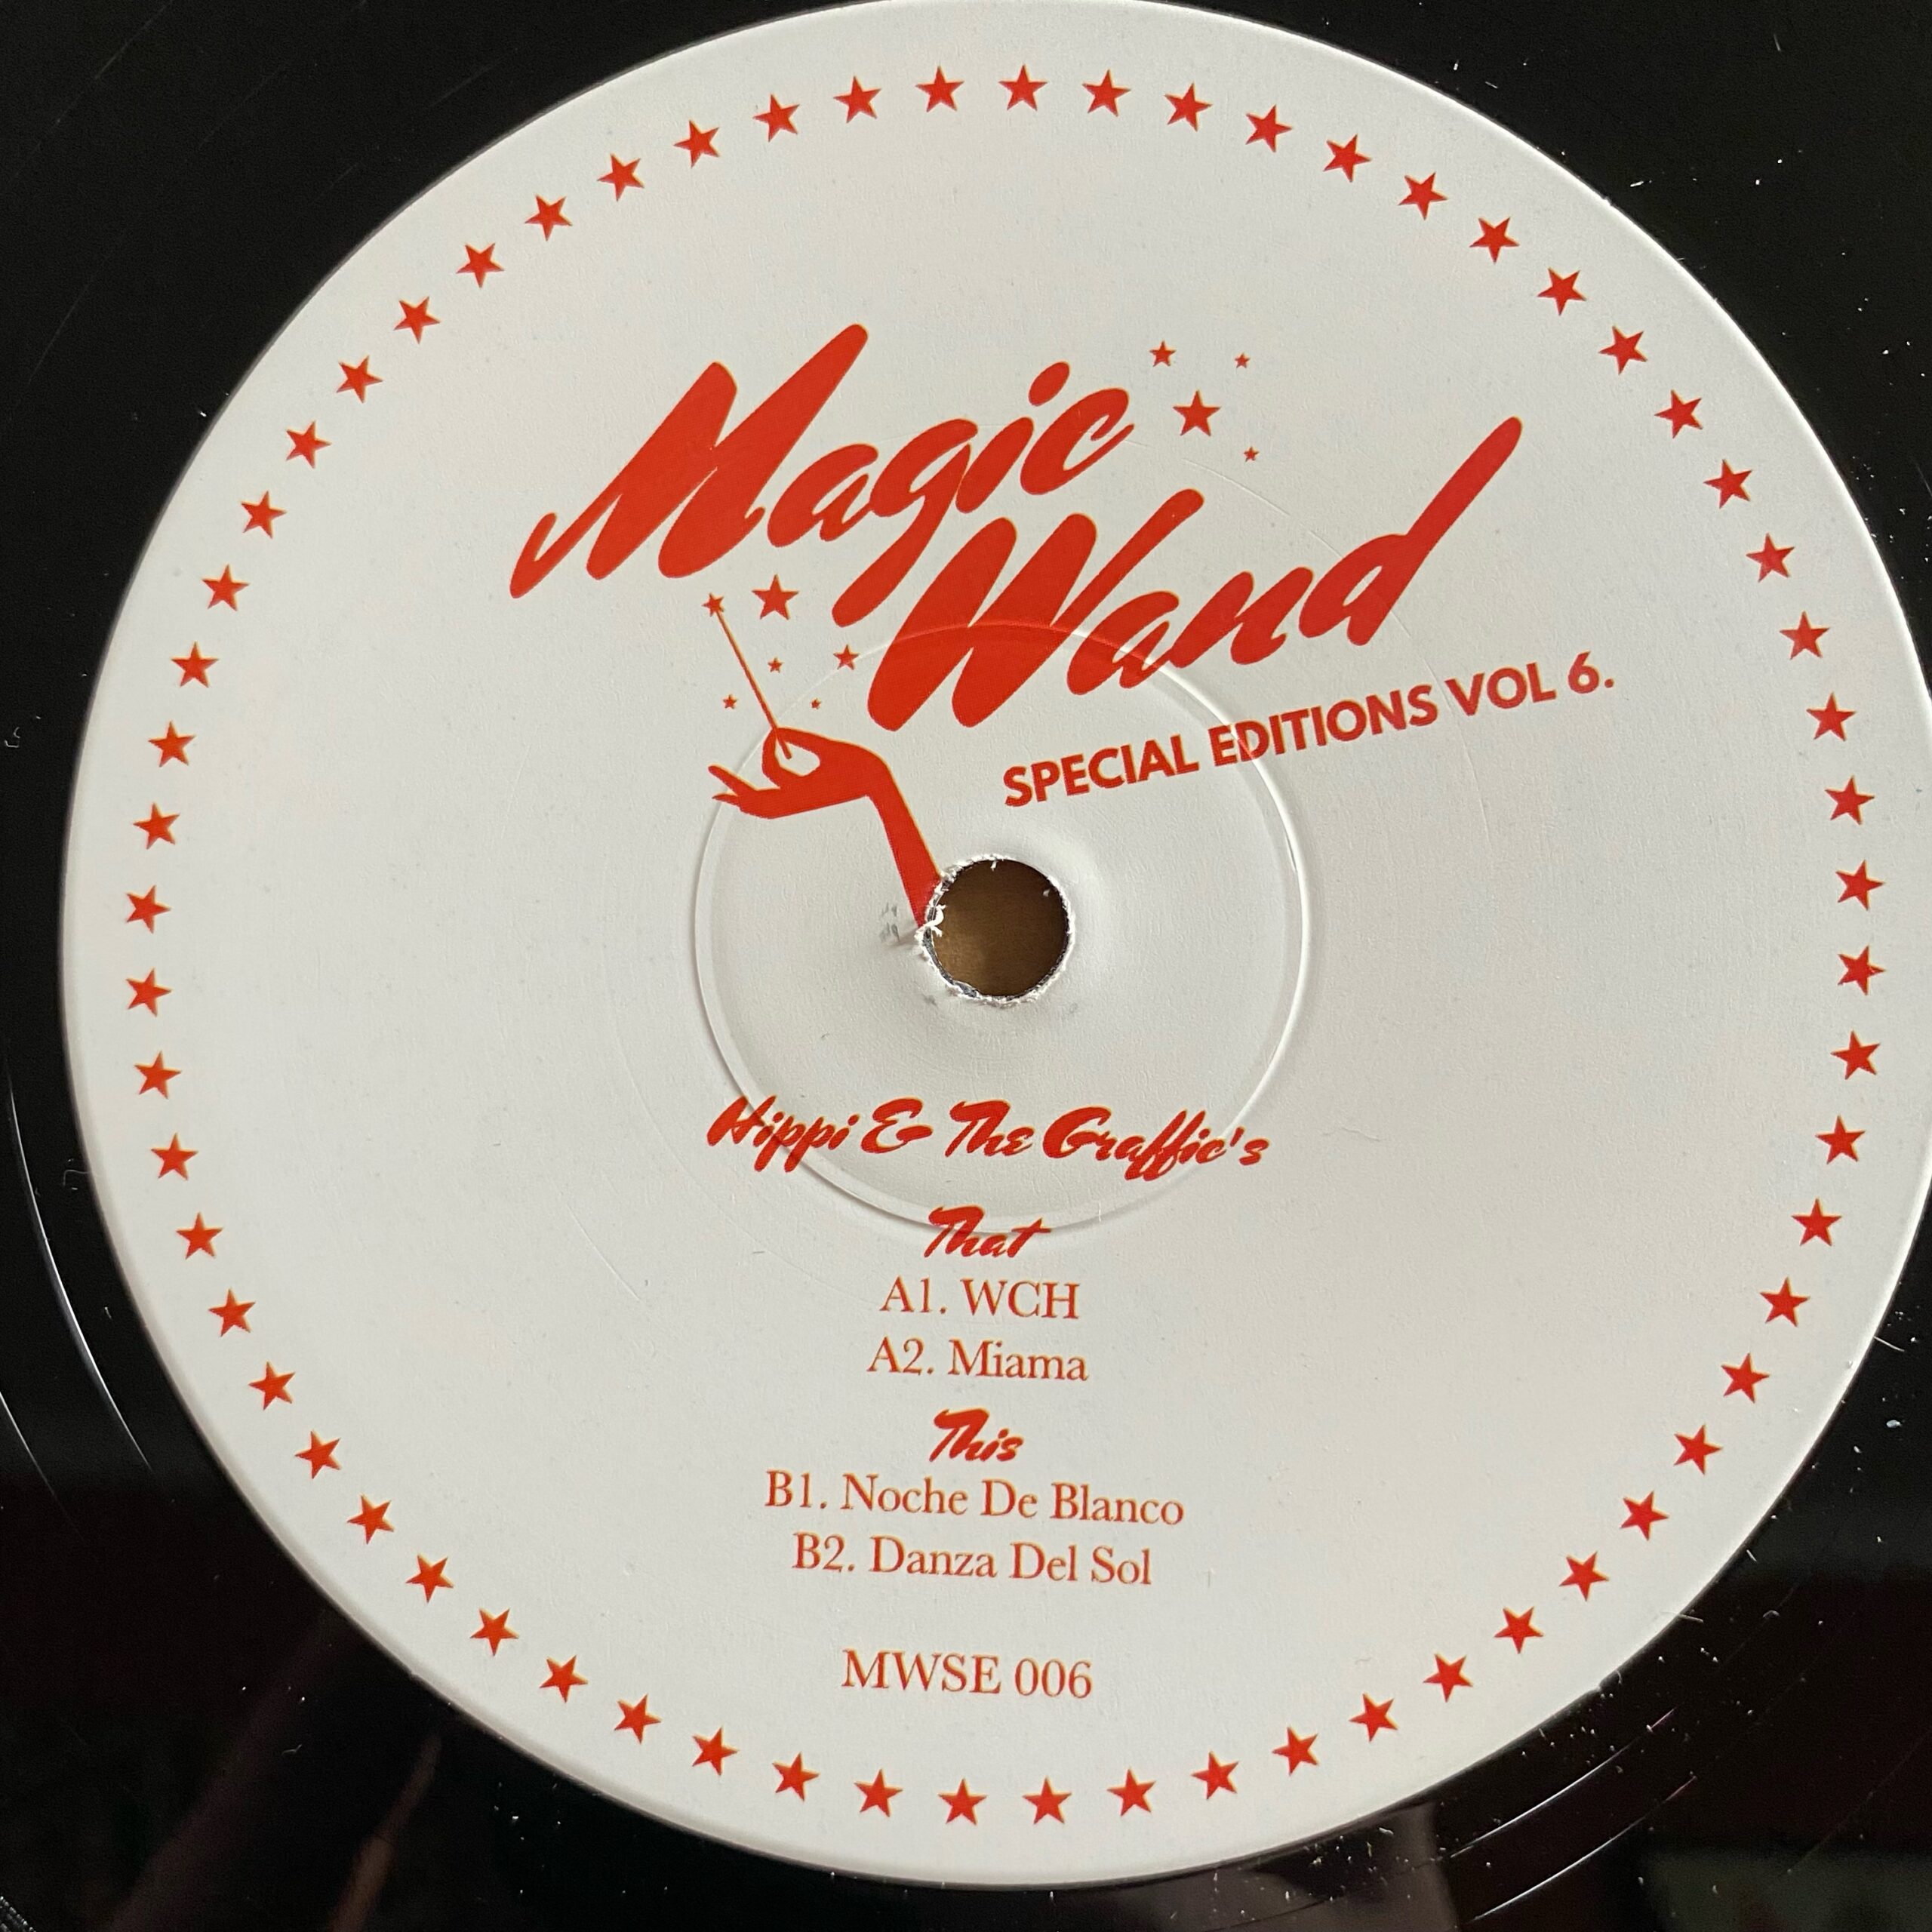 Magic
Wand
SPECIAL EDITIONS VOL 6.
Hippi & The Graffic's
That
A1. WCH
A2. Miama
This
B1. Noche De Blanco
B2. Danza Del Sol
MWSE 006